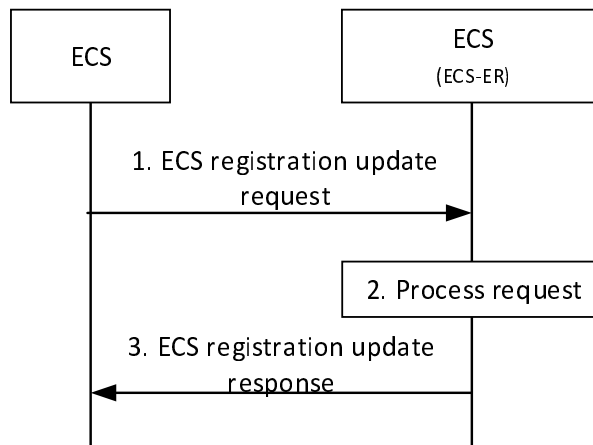 ECS
ECS
(ECS-ER)
1. ECS registration update
request
2. Process request
3. ECS registration update
response